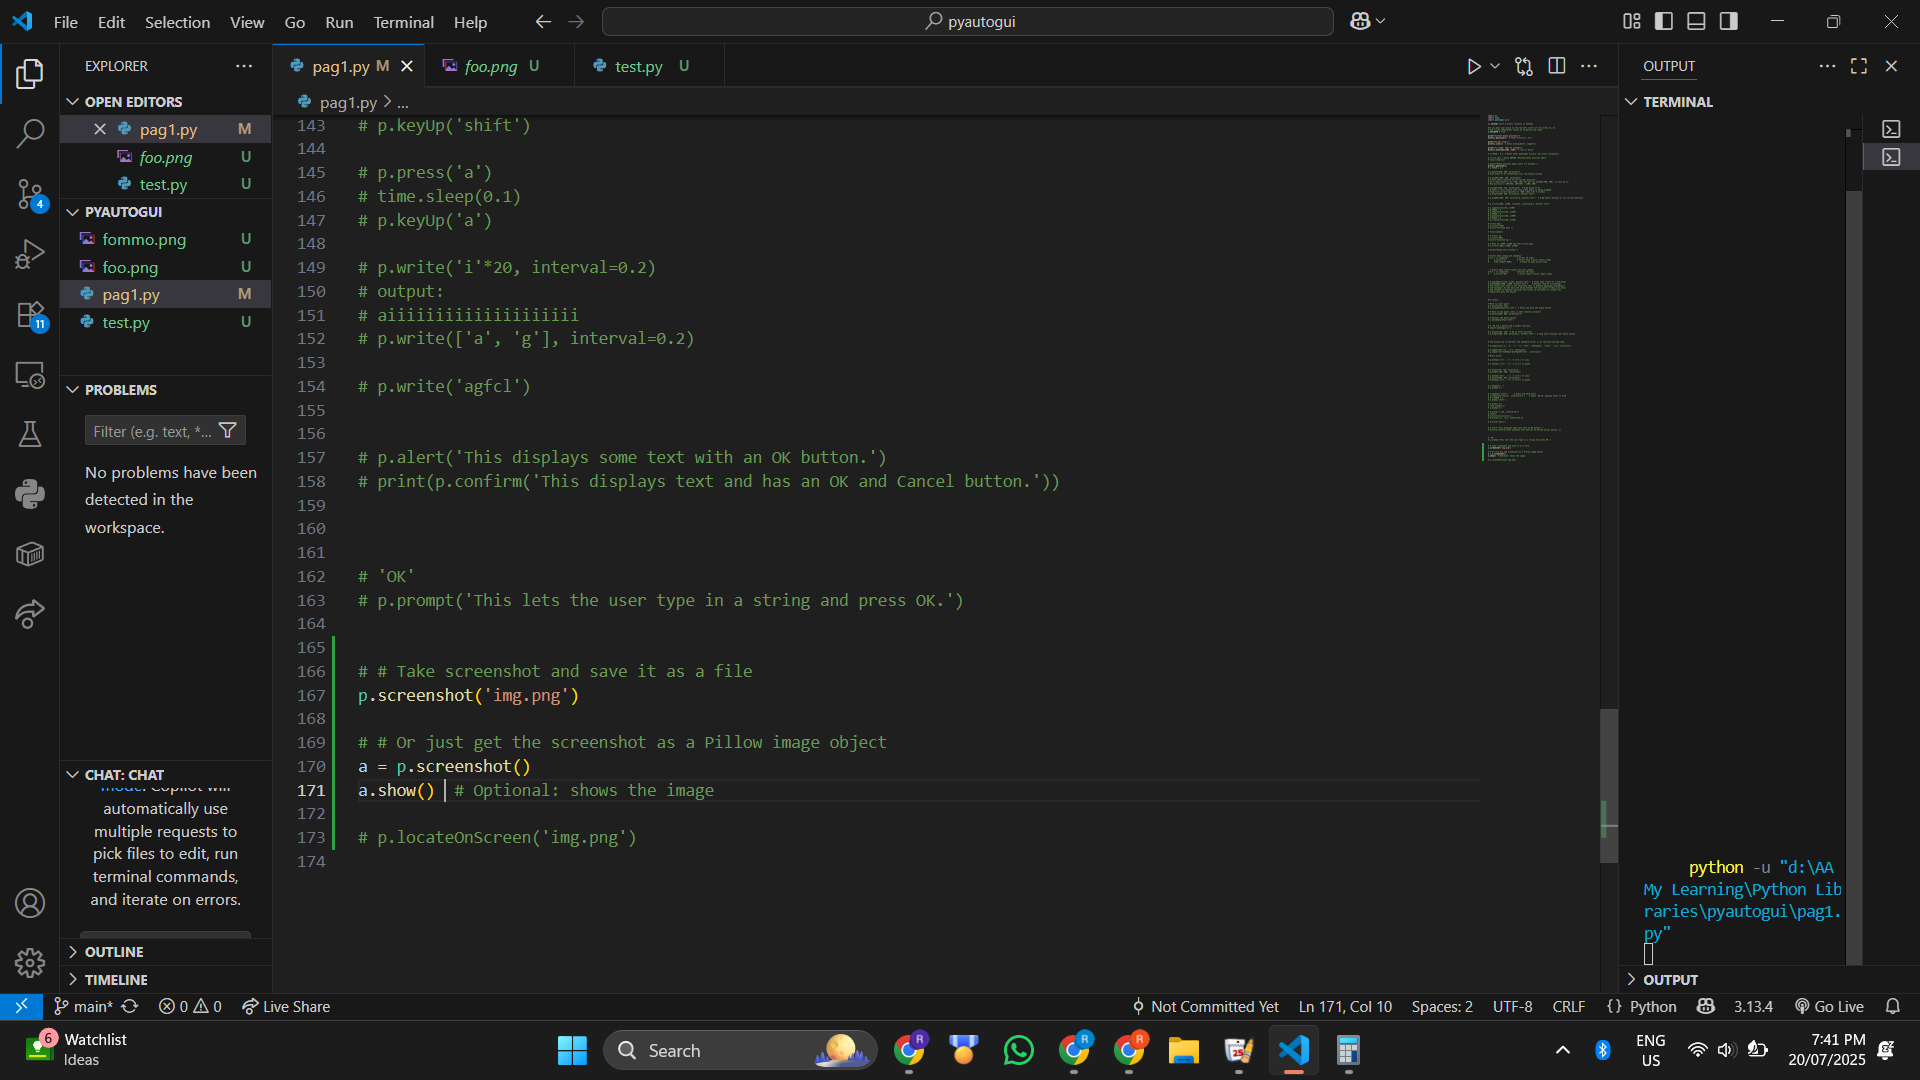 File Edit Selection View Go Run Terminal Help
pyautogui
EXPLORER
OPEN EDITORS
pag1.py M
foo.png U
test.py U
PYAUTOGUI
fommo.png U
foo.png U
pag1.py M
test.py U
PROBLEMS
Filter (e.g. text, *...
No problems have been
detected in the
workspace.
CHAT: CHAT
automatically use
multiple requests to
pick files to edit, run
terminal commands,
and iterate on errors.
OUTLINE
TIMELINE
4
11
pag1.py M
foo.png U
test.py U
pag1.py > ...
143 # p.keyUp('shift')
144
145 # p.press('a')
146 # time.sleep(0.1)
147 # p.keyUp('a')
148
149 # p.write('i'*20, interval=0.2)
150 # output:
151 # aiiiiiiiiiiiiiiiiiiii
152 # p.write(['a', 'g'], interval=0.2)
153
154 # p.write('agfcl')
155
156
157 # p.alert('This displays some text with an OK button.')
158 # print(p.confirm('This displays text and has an OK and Cancel button.'))
159
160
161
162 # 'OK'
163 # p.prompt('This lets the user type in a string and press OK.')
164
165
166 # # Take screenshot and save it as a file
167 p.screenshot('img.png')
168
169 # # Or just get the screenshot as a Pillow image object
170 a = p.screenshot()
171 a.show() # Optional: shows the image
172
173 # p.locateOnScreen('img.png')
174
OUTPUT
TERMINAL
python -u "d:\AA
My Learning\Python Lib
raries\pyautogui\pag1.
py"
OUTPUT
main* 0 0 Live Share
Not Committed Yet Ln 171, Col 10 Spaces: 2 UTF-8 CRLF {} Python 3.13.4 Go Live
6
Watchlist
Ideas
Search
R
R
R
25
ENG
US
7:41 PM
20/07/2025